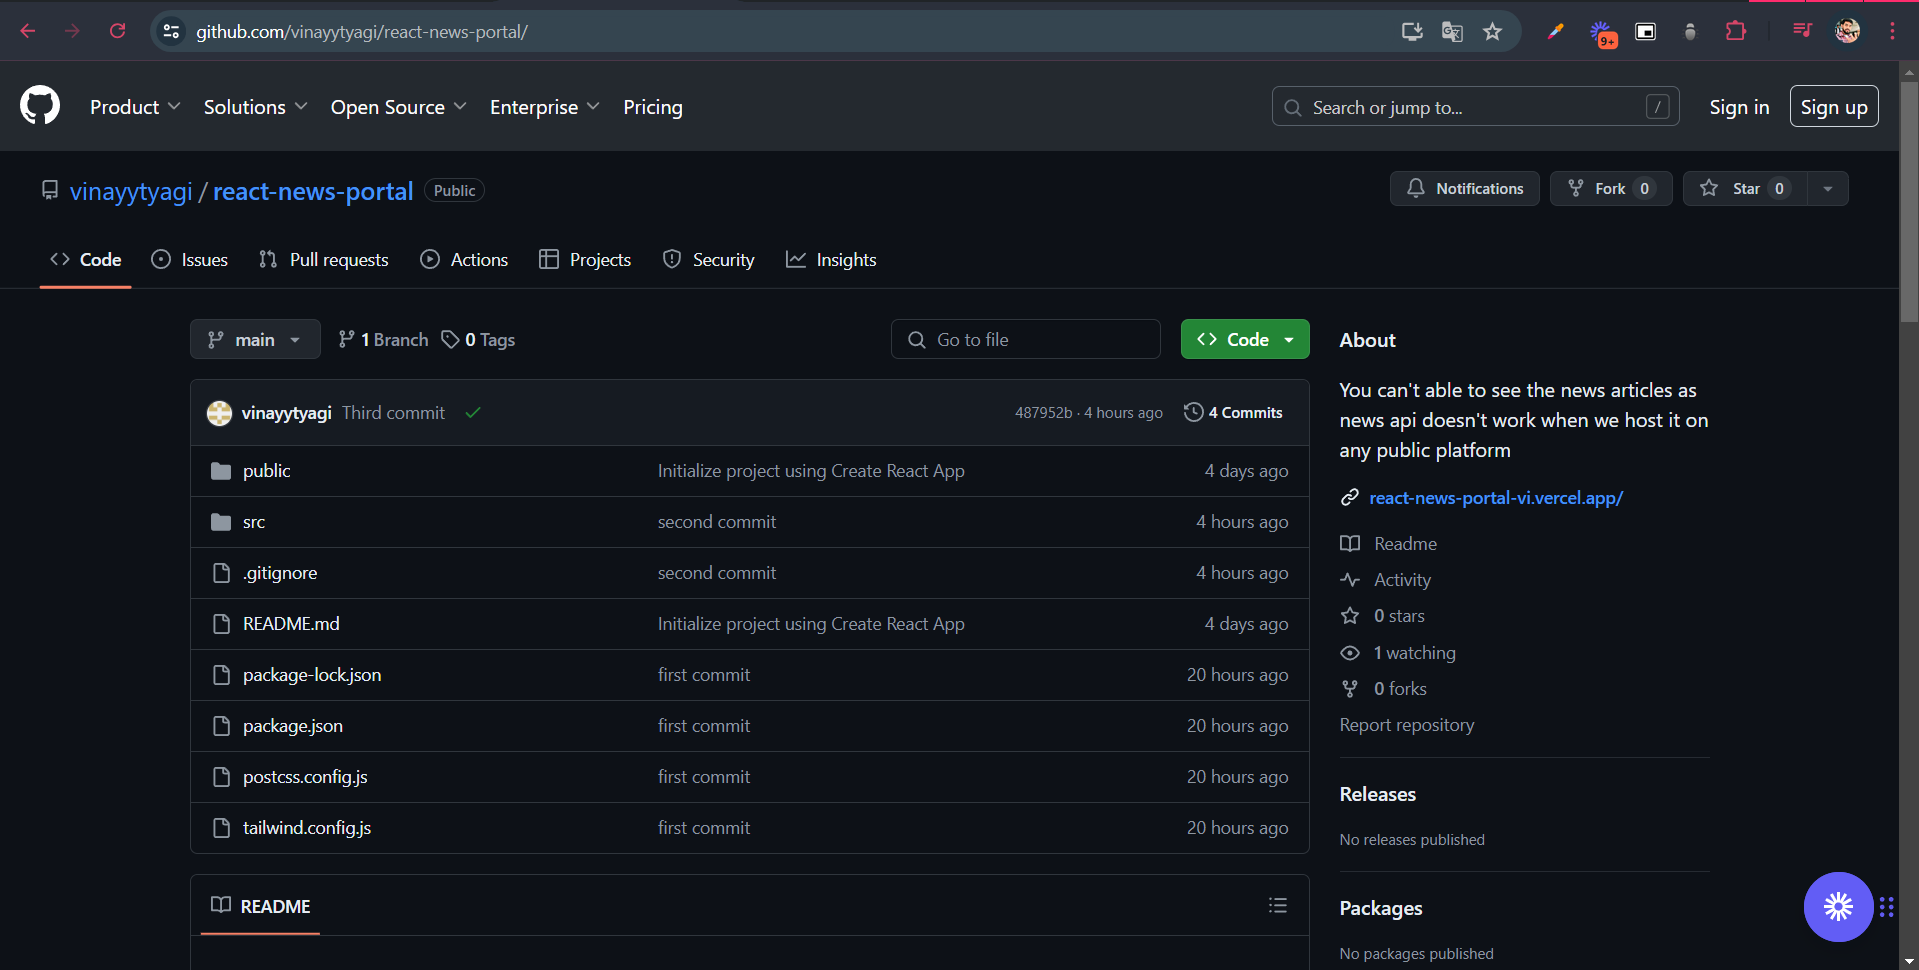 github.com/vinayytyagi/react-news-portal/
9+
Product
Solutions
Open Source
Enterprise
Pricing
Search or jump to...
/
Sign in
Sign up
vinayytyagi / react-news-portal
Public
Notifications
Fork 0
Star 0
Code
Issues
Pull requests
Actions
Projects
Security
Insights
main
1 Branch
0 Tags
Go to file
Code
vinayytyagi Third commit
487952b · 4 hours ago
4 Commits
public Initialize project using Create React App 4 days ago
src second commit 4 hours ago
.gitignore second commit 4 hours ago
README.md Initialize project using Create React App 4 days ago
package-lock.json first commit 20 hours ago
package.json first commit 20 hours ago
postcss.config.js first commit 20 hours ago
tailwind.config.js first commit 20 hours ago
README
About
You can't able to see the news articles as
news api doesn't work when we host it on
any public platform
react-news-portal-vi.vercel.app/
Readme
Activity
0 stars
1 watching
0 forks
Report repository
Releases
No releases published
Packages
No packages published